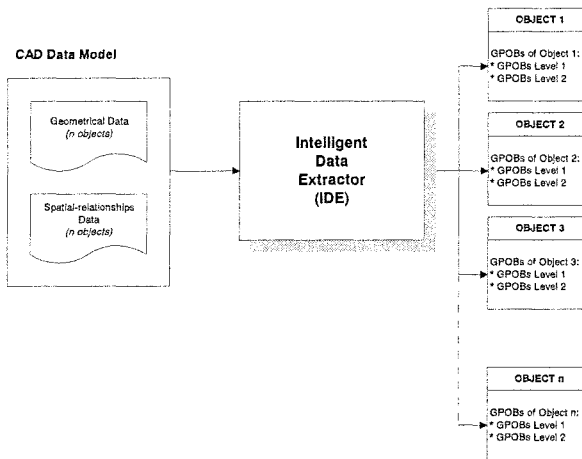 CAD Data Model
Geometrical Data
(n objects)
Spatial-relationships
Data
(n objects)
Intelligent
Data
Extractor
(IDE)
OBJECT 1
GPOBs of Object 1:
* GPOBs Level 1
* GPOBs Level 2
OBJECT 2
GPOBs of Object 2:
* GPOBs Level 1
* GPOBs Level 2
OBJECT 3
GPOBs of Object 3:
* GPOBs Level 1
* GPOBs Level 2
OBJECT n
GPOBs of Object n:
* GPOBs Level 1
* GPOBs Level 2